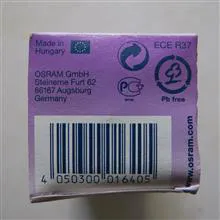 Made in
Hungary
ECE R37
OSRAM GmbH
Steinerne Furt 62
86167 Augsburg
Germany
Pb free
4 050300 016405
www.osram.com